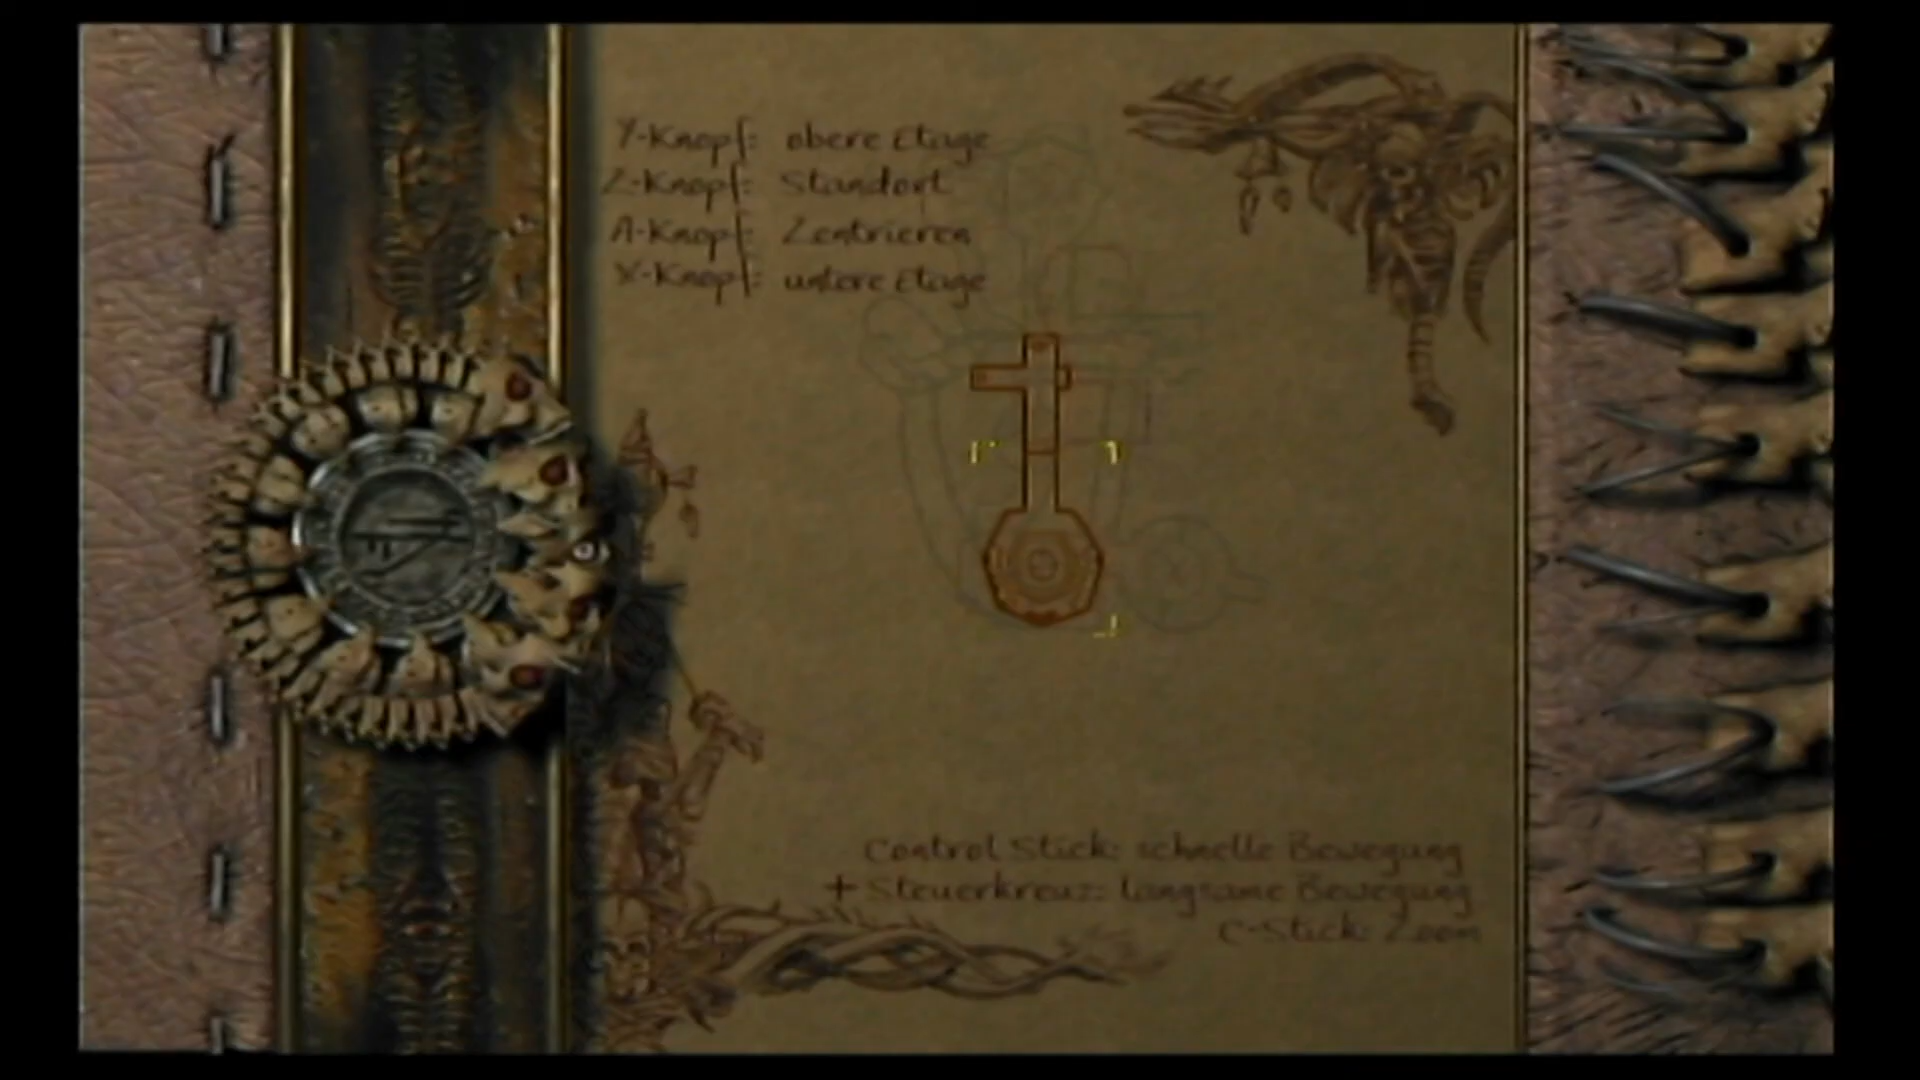 Y-Knopf: obere Etage
Z-Knopf: Standort
A-Knopf: Zentrieren
X-Knopf: untere Etage
Control Stick: schnelle Bewegung
+Steuerkreuz: langsame Bewegung
C-Stick: Zoom